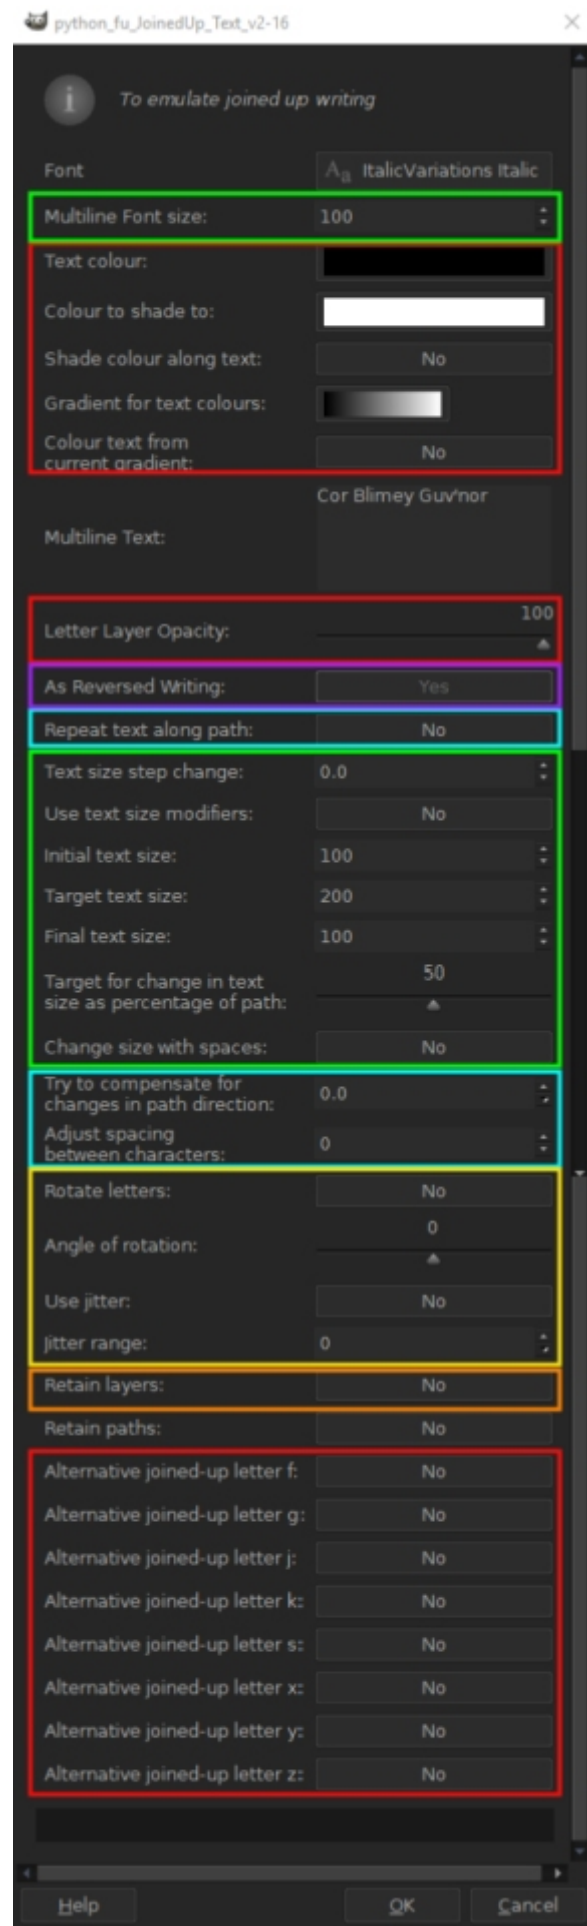 python_fu_JoinedUp_Text_v2-16
To emulate joined up writing
Font Aa ItalicVariations Italic
Multiline Font size: 100
Text colour:
Colour to shade to:
Shade colour along text: No
Gradient for text colours:
Colour text from
current gradient: No
Multiline Text: Cor Blimey Guv'nor
Letter Layer Opacity: 100
As Reversed Writing: Yes
Repeat text along path: No
Text size step change: 0.0
Use text size modifiers: No
Initial text size: 100
Target text size: 200
Final text size: 100
Target for change in text
size as percentage of path: 50
Change size with spaces: No
Try to compensate for
changes in path direction: 0.0
Adjust spacing
between characters: 0
Rotate letters: No
Angle of rotation: 0
Use jitter: No
Jitter range: 0
Retain layers: No
Retain paths: No
Alternative joined-up letter f: No
Alternative joined-up letter g: No
Alternative joined-up letter j: No
Alternative joined-up letter k: No
Alternative joined-up letter s: No
Alternative joined-up letter x: No
Alternative joined-up letter y: No
Alternative joined-up letter z: No
Help OK Cancel